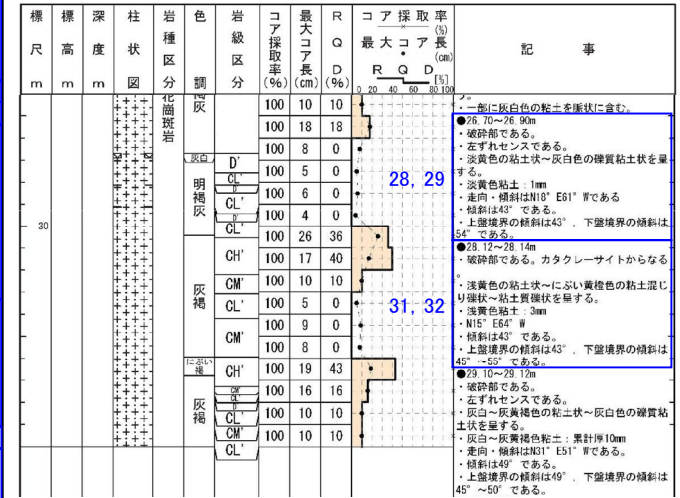 標尺 m
標高 m
深度 m
柱状図
岩種区分
色調
岩級区分
コア採取率(%)
最大コア長(cm)
RQD(%)
コア採取率(%)
最大コア長(cm)
RQD[%]
20 40 60 80 100
記事
花崗斑岩
灰
100 10 10
100 18 18
100 8 0
灰白
D'
100 5 0
CL'
明褐灰
D'
100 6 0
CL'
100 4 0
D'
CL'
30
100 26 36
CH'
100 17 40
灰褐
CM'
100 10 10
CL'
100 5 0
CM'
100 9 0
100 8 0
にぶい褐
CH'
100 19 43
灰褐
CM'
100 16 16
CL'
D'
CL'
100 10 10
CM'
100 10 10
CL'
28, 29
31, 32
・一部に灰白色の粘土を脈状に含む。
●26.70～26.90m
・破砕部である。
・左ずれセンスである。
・淡黄色の粘土状～灰白色の礫質粘土状を呈
する。
・淡黄色粘土：1mm
・走向・傾斜はN18°E61°Wである
・傾斜は43°である。
・上盤境界の傾斜は43°、下盤境界の傾斜は
54°である。
●28.12～28.14m
・破砕部である。カタクレーサイトからなる
。
・浅黄色の粘土状～にぶい黄橙色の粘土混じ
り礫状～粘土質礫状を呈する。
・浅黄色粘土：3mm
・N15°E64°W
・傾斜は43°である。
・上盤境界の傾斜は43°、下盤境界の傾斜は
45°～55°である。
●29.10～29.12m
・破砕部である。
・左ずれセンスである。
・灰白～灰黄褐色の粘土状～灰白色の礫質粘
土状を呈する。
・灰白～灰黄褐色粘土：累計厚10mm
・走向・傾斜はN31°E51°Wである。
・傾斜は49°である。
・上盤境界の傾斜は49°、下盤境界の傾斜は
45°～50°である。